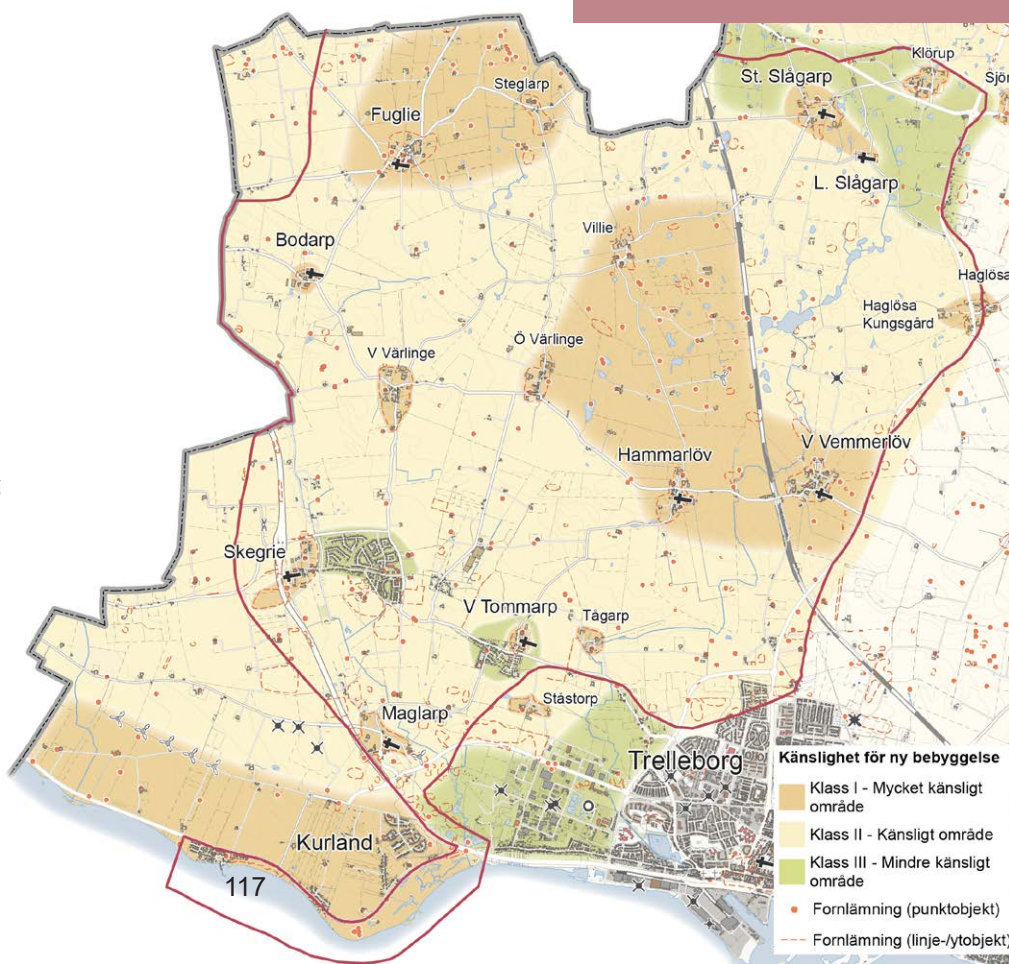 Klörup
St. Slågarp
Steglarp
Fuglie
L. Slågarp
Villie
Bodarp
Haglösa
Haglösa
Kungsgård
Ö Värlinge
V Värlinge
V Vemmerlöv
Hammarlöv
Skegrie
V Tommarp
Tågarp
Ståstorp
Maglarp
Trelleborg
Kurland
117
Känslighet för ny bebyggelse
Klass I - Mycket känsligt
område
Klass II - Känsligt område
Klass III - Mindre känsligt
område
Fornlämning (punktobjekt)
Fornlämning (linje-/ytobjekt)